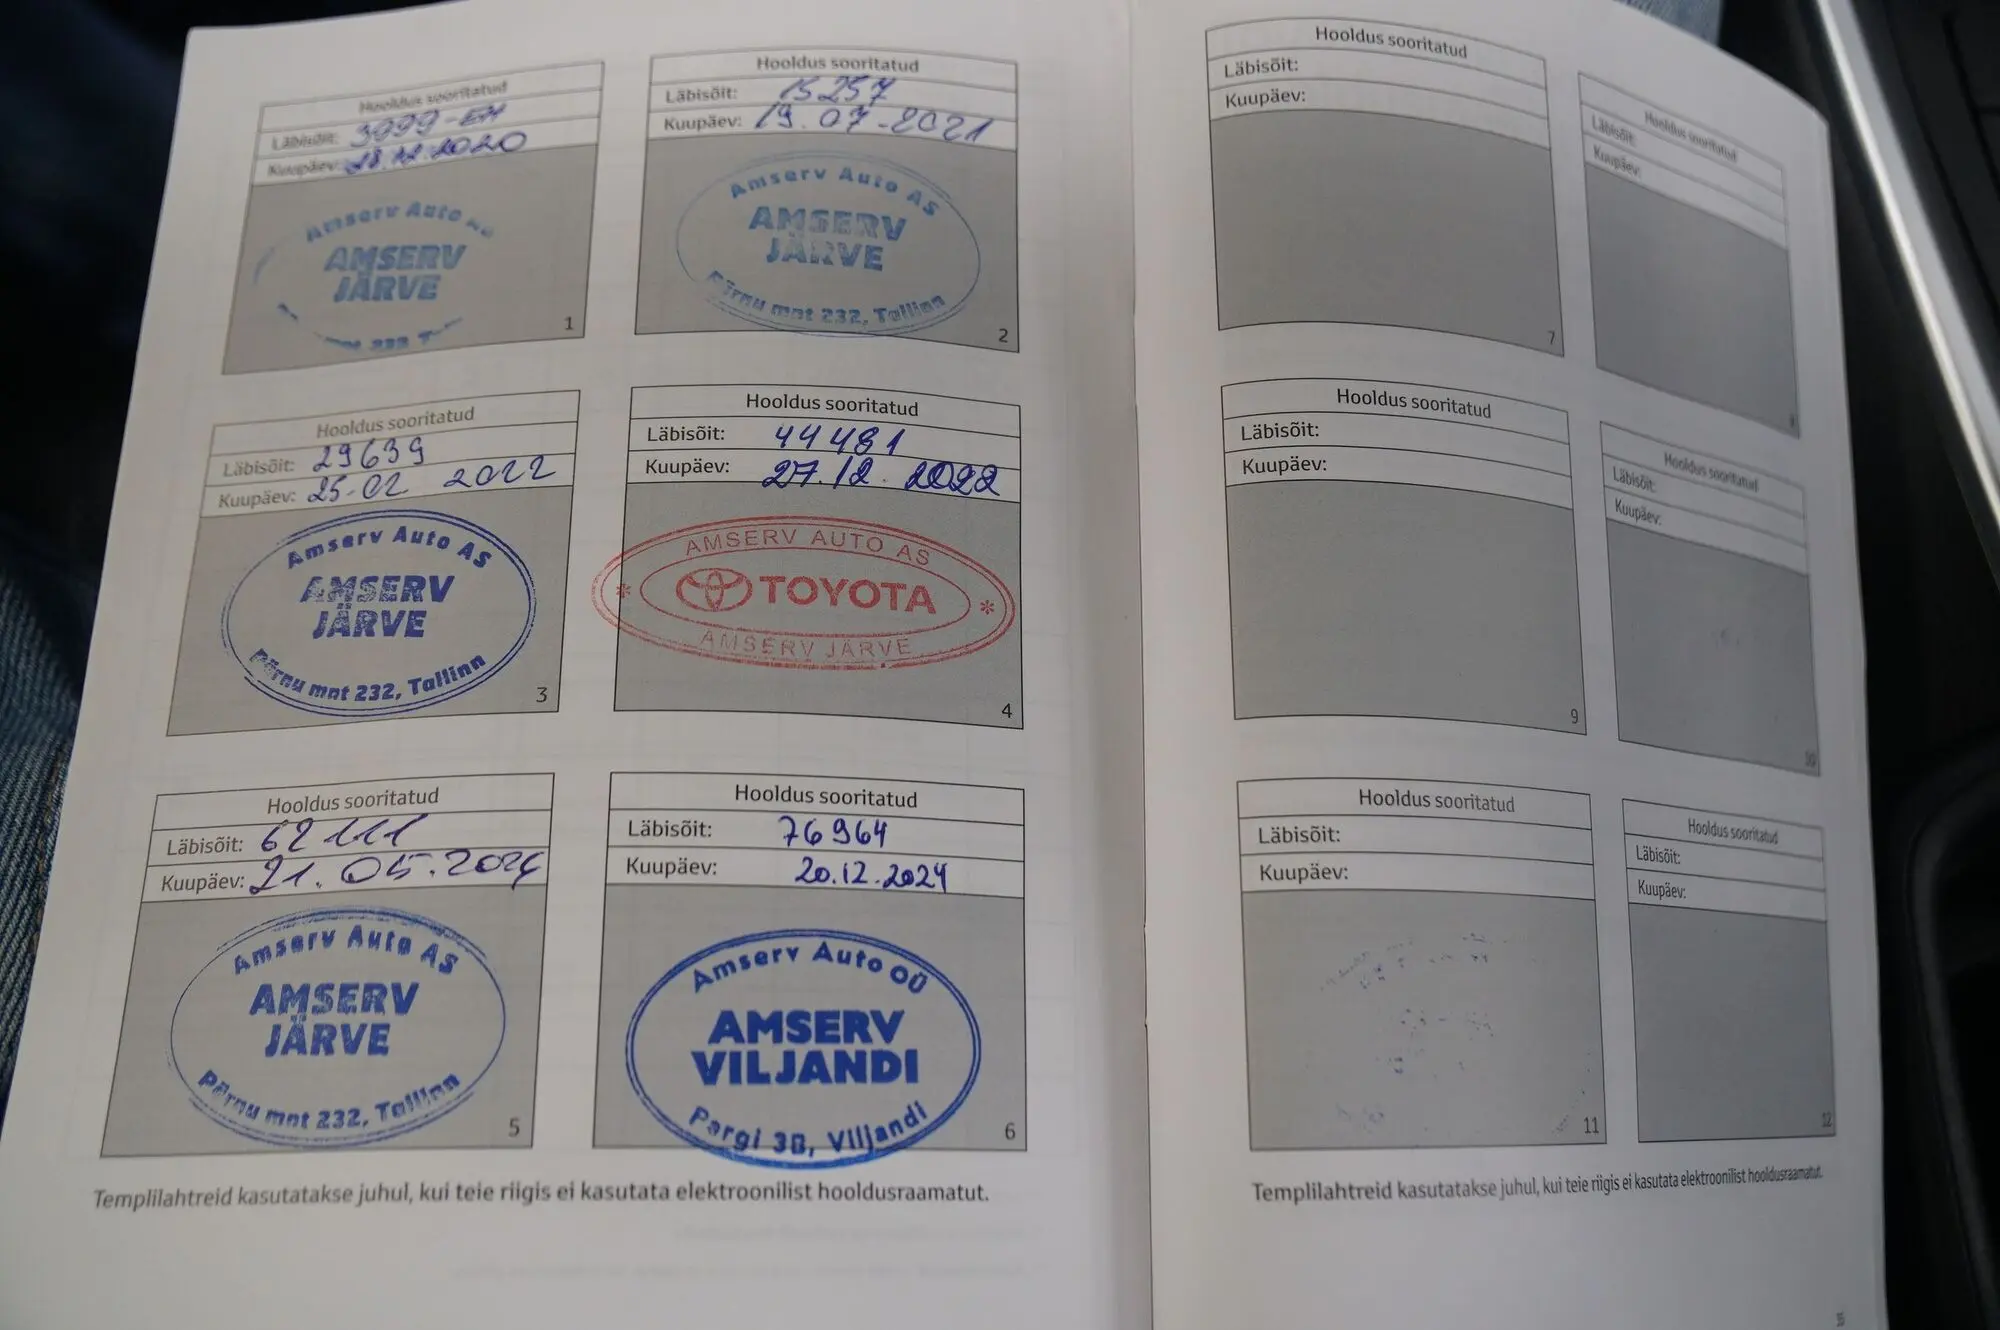 Hooldus sooritatud
Läbisõit:
Kuupäev: 28.12.2020
Amserv Auto
AMSERV
JÄRVE
1
Hooldus sooritatud
Läbisõit: 15257
Kuupäev: 19.07-2021
Amserv Auto AS
AMSERV
JÄRVE
Pärnu mnt 232, Tallinn
2
Hooldus sooritatud
Läbisõit: 29639
Kuupäev: 25-02 2022
Amserv Auto AS
AMSERV
JÄRVE
Pärnu mnt 232, Tallinn
3
Hooldus sooritatud
Läbisõit: 44481
Kuupäev: 27.12.2022
AMSERV AUTO AS
TOYOTA
AMSERV JÄRVE
4
Hooldus sooritatud
Läbisõit: 62111
Kuupäev: 21.05.2024
Amserv Auto AS
AMSERV
JÄRVE
Pärnu mnt 232, Tallinn
5
Hooldus sooritatud
Läbisõit: 76964
Kuupäev: 20.12.2024
Amserv Auto OÜ
AMSERV
VILJANDI
Pargi 3B, Viljandi
6
Templilahtreid kasutatakse juhul, kui teie riigis ei kasutata elektroonilist hooldusraamatut.
Hooldus sooritatud
Läbisõit:
Kuupäev:
7
Hooldus sooritatud
Läbisõit:
Kuupäev:
Hooldus sooritatud
Läbisõit:
Kuupäev:
9
Hooldus sooritatud
Läbisõit:
Kuupäev:
10
Hooldus sooritatud
Läbisõit:
Kuupäev:
11
Hooldus sooritatud
Läbisõit:
Kuupäev:
12
Templilahtreid kasutatakse juhul, kui teie riigis ei kasutata elektroonilist hooldusraamatut.